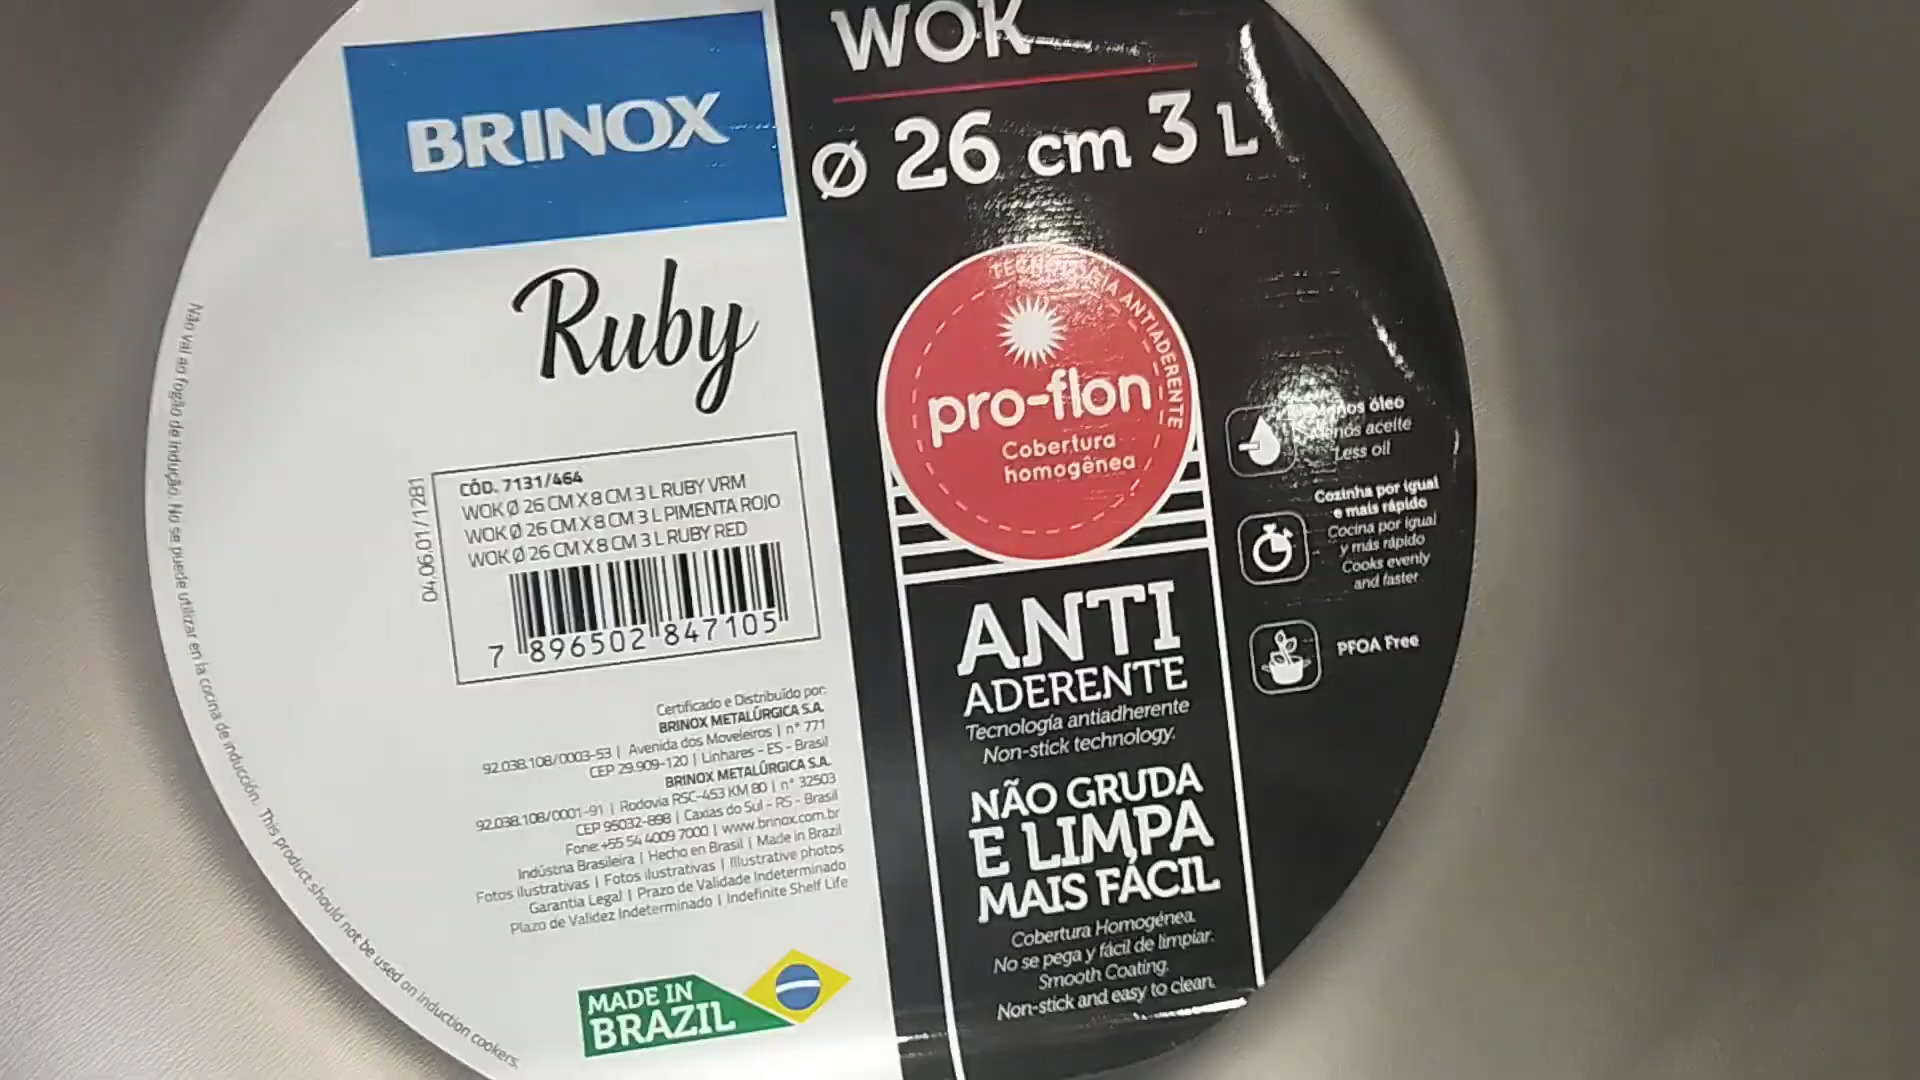 BRINOX
Ruby
CÓD. 7131/464
WOK Ø 26 CM X 8 CM 3 L RUBY VRM
WOK Ø 26 CM X 8 CM 3 L PIMENTA ROJO
WOK Ø 26 CM X 8 CM 3 L RUBY RED
7 896502 847105
04.06.01/1281
Certificado e Distribuído por:
BRINOX METALÚRGICA S.A.
92.038.108/0003-53 | Avenida dos Moveleiros | nº 771
CEP 29.909-120 | Linhares - ES - Brasil
BRINOX METALÚRGICA S.A.
92.038.108/0001-91 | Rodovia RSC-453 KM 80 | nº 32503
CEP 95032-898 | Caxias do Sul - RS - Brasil
Fone: +55 54 4009 7000 | www.brinox.com.br
Indústria Brasileira | Hecho en Brasil | Made in Brazil
Fotos ilustrativas | Fotos ilustrativas | Illustrative photos
Garantia Legal | Prazo de Validade Indeterminado
Plazo de Validez Indeterminado | Indefinite Shelf Life
MADE IN
BRAZIL
Não vai ao fogão de indução. No se puede utilizar en la cocina de inducción. This product should not be used on induction cookers.
WOK
Ø 26 cm 3 L
TECNOLOGIA ANTIADERENTE
pro-flon
Cobertura
homogênea
ANTI
ADERENTE
Tecnología antiadherente
Non-stick technology.
NÃO GRUDA
E LIMPA
MAIS FÁCIL
Cobertura Homogénea.
No se pega y fácil de limpiar.
Smooth Coating.
Non-stick and easy to clean.
Menos óleo
Menos aceite
Less oil
Cozinha por igual
e mais rápido
Cocina por igual
y más rápido
Cooks evenly
and faster
PFOA Free